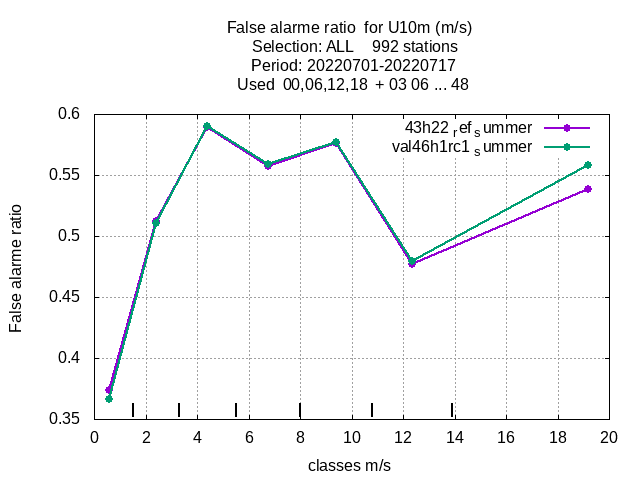 False alarme ratio  for U10m (m/s)
Selection: ALL    992 stations
Period: 20220701-20220717
Used  00,06,12,18  + 03 06 ... 48
0.6
43h22 refsummer
val46h1rc1 summer
0.55
0.5
0.45
0.4
0.35
False alarme ratio
0 2 4 6 8 10 12 14 16 18 20
classes m/s